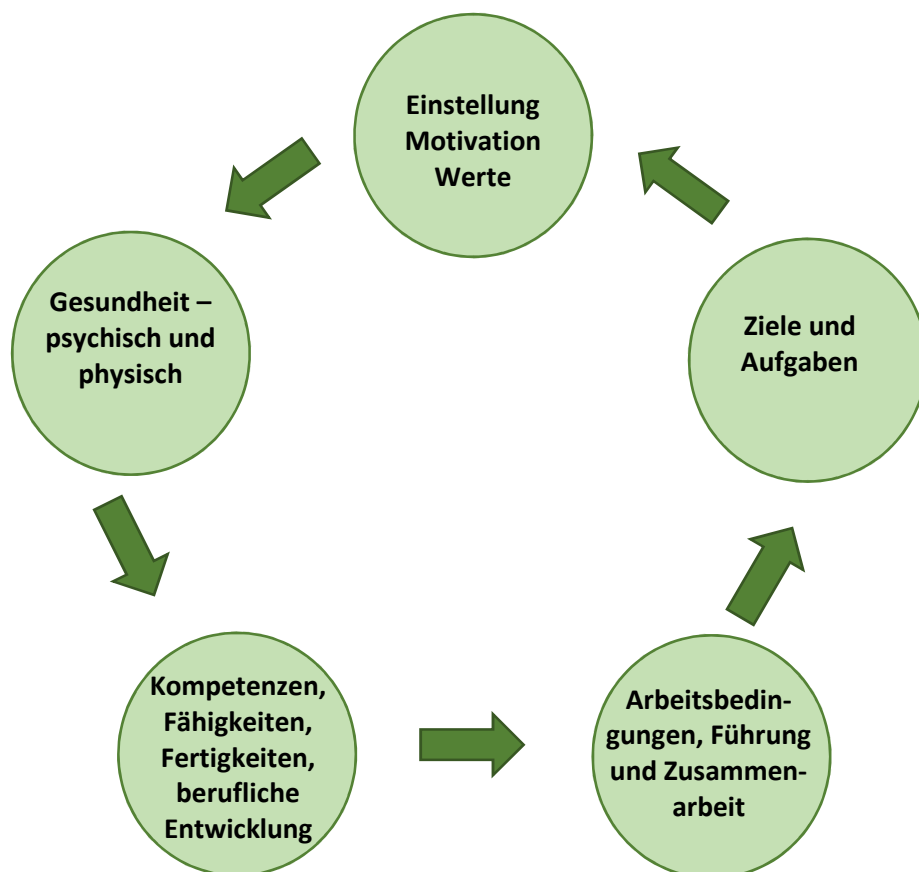 Einstellung
Motivation
Werte
Gesundheit –
psychisch und
physisch
Kompetenzen,
Fähigkeiten,
Fertigkeiten,
berufliche
Entwicklung
Arbeitsbedin-
gungen, Führung
und Zusammen-
arbeit
Ziele und
Aufgaben